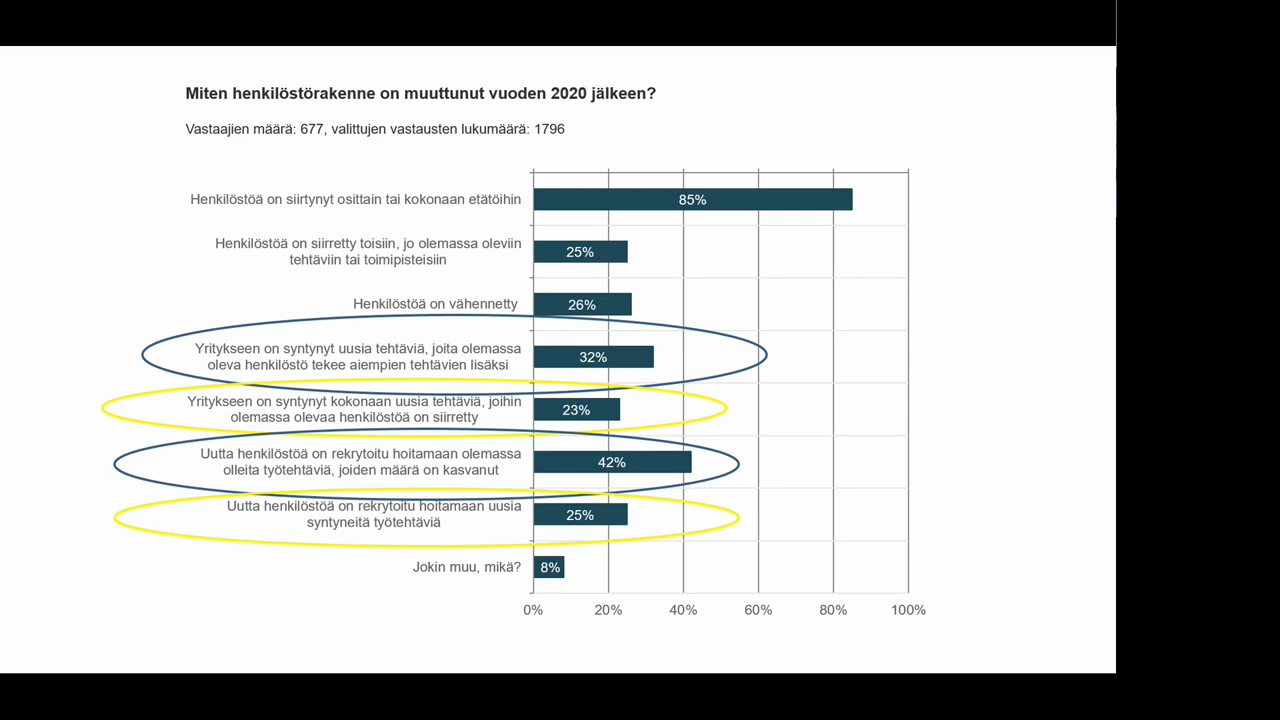 Miten henkilöstörakenne on muuttunut vuoden 2020 jälkeen?
Vastaajien määrä: 677, valittujen vastausten lukumäärä: 1796
Henkilöstöä on siirtynyt osittain tai kokonaan etätöihin
85%
Henkilöstöä on siirretty toisiin, jo olemassa oleviin
tehtäviin tai toimipisteisiin
25%
Henkilöstöä on vähennetty
26%
Yritykseen on syntynyt uusia tehtäviä, joita olemassa
oleva henkilöstö tekee aiempien tehtävien lisäksi
32%
Yritykseen on syntynyt kokonaan uusia tehtäviä, joihin
olemassa olevaa henkilöstöä on siirretty
23%
Uutta henkilöstöä on rekrytoitu hoitamaan olemassa
olleita työtehtäviä, joiden määrä on kasvanut
42%
Uutta henkilöstöä on rekrytoitu hoitamaan uusia
syntyneitä työtehtäviä
25%
Jokin muu, mikä?
8%
0% 20% 40% 60% 80% 100%